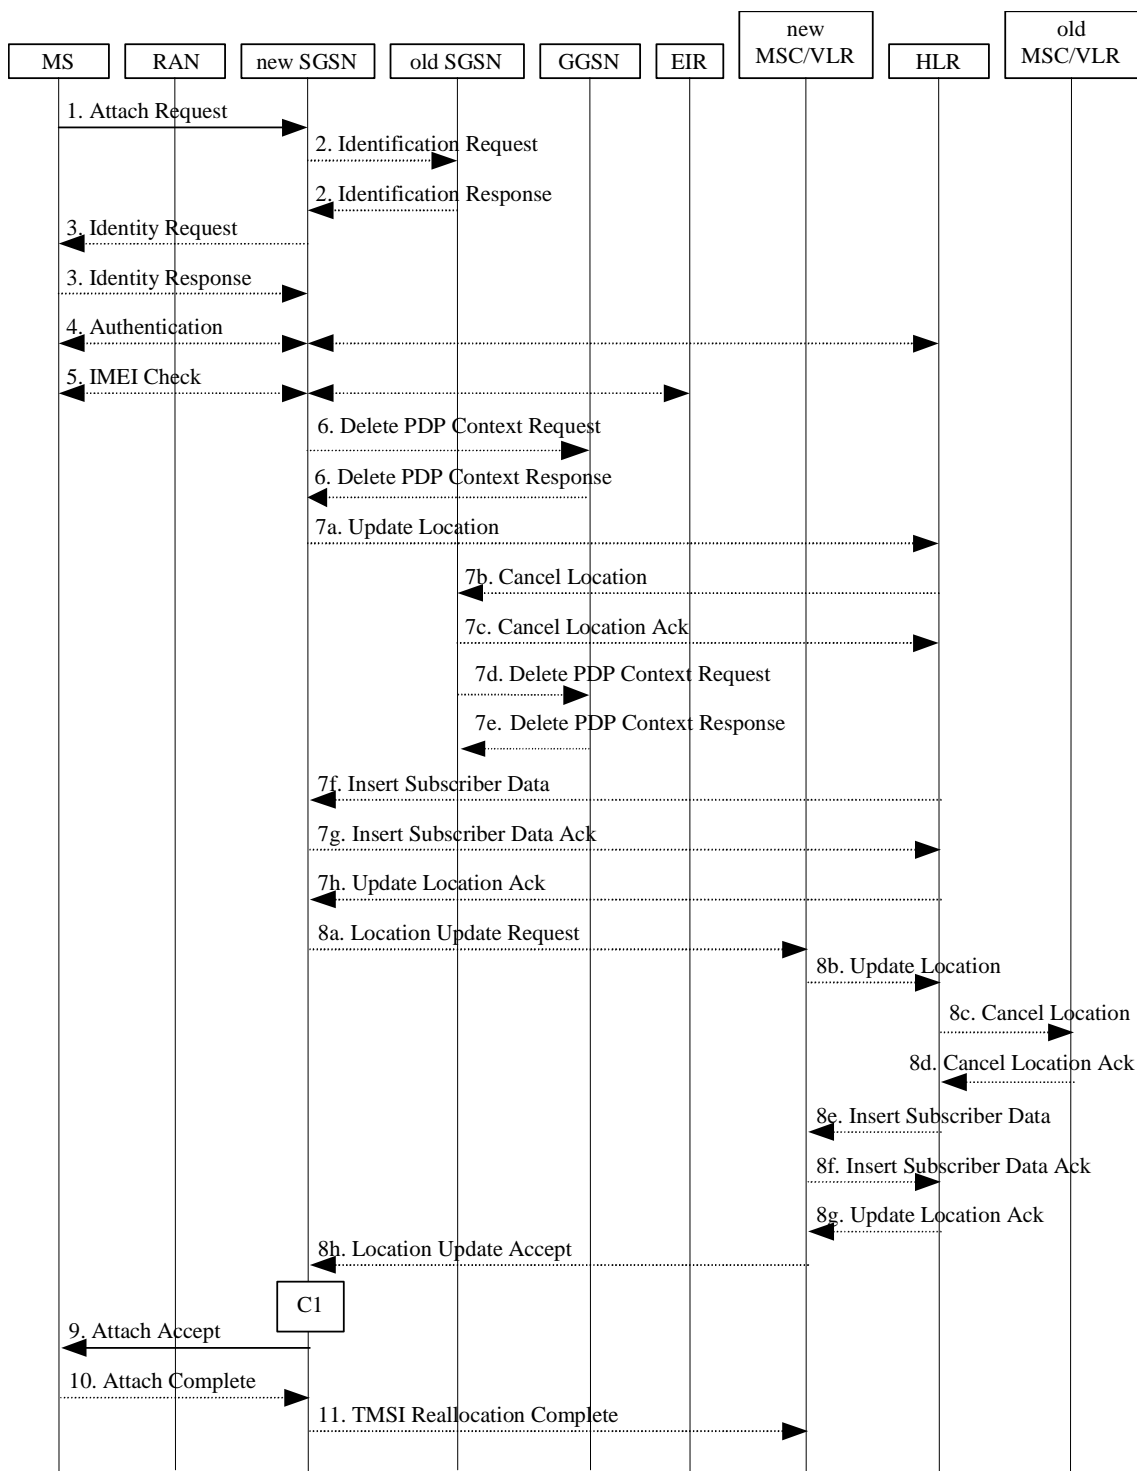 new
MSC/VLR
old
MSC/VLR
MS
RAN
new SGSN
old SGSN
GGSN
EIR
HLR
1. Attach Request
2. Identification Request
2. Identification Response
3. Identity Request
3. Identity Response
4. Authentication
5. IMEI Check
6. Delete PDP Context Request
6. Delete PDP Context Response
7a. Update Location
7b. Cancel Location
7c. Cancel Location Ack
7d. Delete PDP Context Request
7e. Delete PDP Context Response
7f. Insert Subscriber Data
7g. Insert Subscriber Data Ack
7h. Update Location Ack
8a. Location Update Request
8b. Update Location
8c. Cancel Location
8d. Cancel Location Ack
8e. Insert Subscriber Data
8f. Insert Subscriber Data Ack
8g. Update Location Ack
8h. Location Update Accept
C1
9. Attach Accept
10. Attach Complete
11. TMSI Reallocation Complete